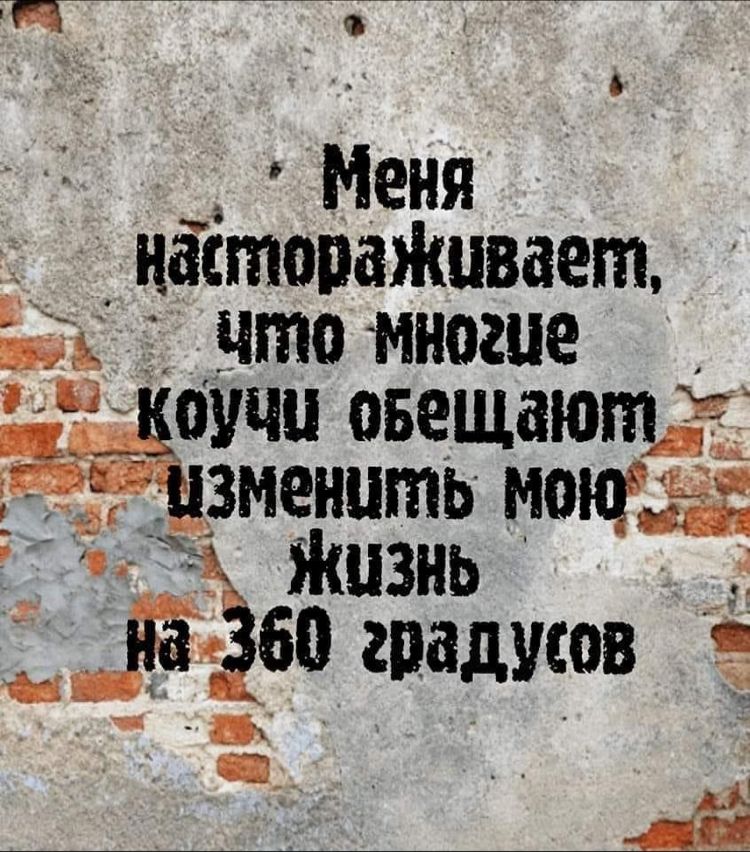 Меня
настораживает,
что многие
коучи обещают
изменить мою
жизнь
на 360 градусов